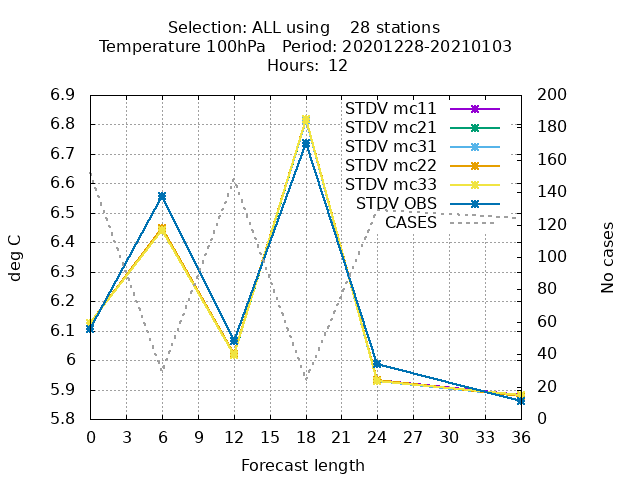 Selection: ALL using    28 stations
Temperature 100hPa   Period: 20201228-20210103
Hours:  12
6.9
6.8
6.7
6.6
6.5
6.4
6.3
6.2
6.1
6
5.9
5.8
deg C
STDV mc11
STDV mc21
STDV mc31
STDV mc22
STDV mc33
STDV OBS
CASES
200
180
160
140
120
100
80
60
40
20
0
No cases
0 3 6 9 12 15 18 21 24 27 30 33 36
Forecast length